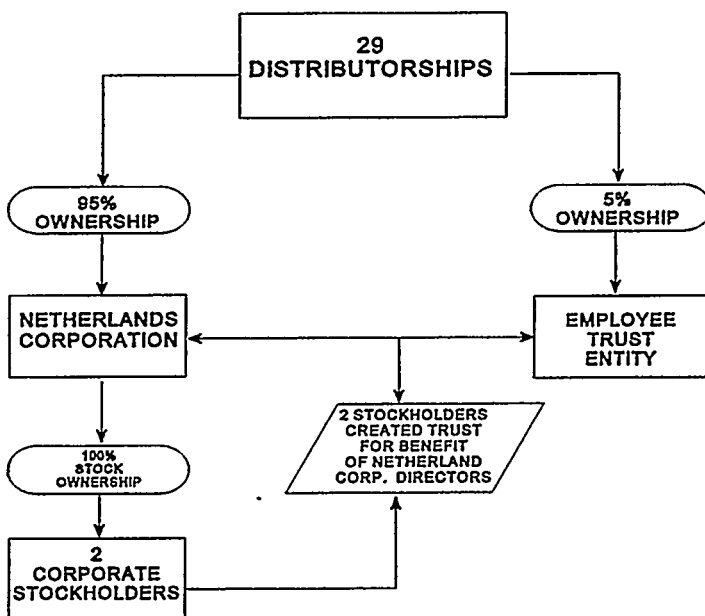 29
DISTRIBUTORSHIPS
95%
OWNERSHIP
5%
OWNERSHIP
NETHERLANDS
CORPORATION
EMPLOYEE
TRUST
ENTITY
2 STOCKHOLDERS
CREATED TRUST
FOR BENEFIT
OF NETHERLAND
CORP. DIRECTORS
100%
STOCK
OWNERSHIP
2
CORPORATE
STOCKHOLDERS